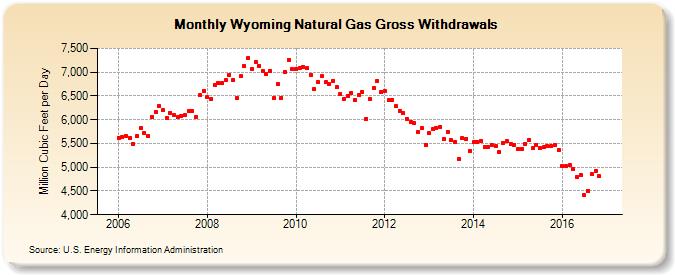 Monthly Wyoming Natural Gas Gross Withdrawals
Million Cubic Feet per Day
7,500
7,000
6,500
6,000
5,500
5,000
4,500
4,000
2006 2008 2010 2012 2014 2016
Source: U.S. Energy Information Administration